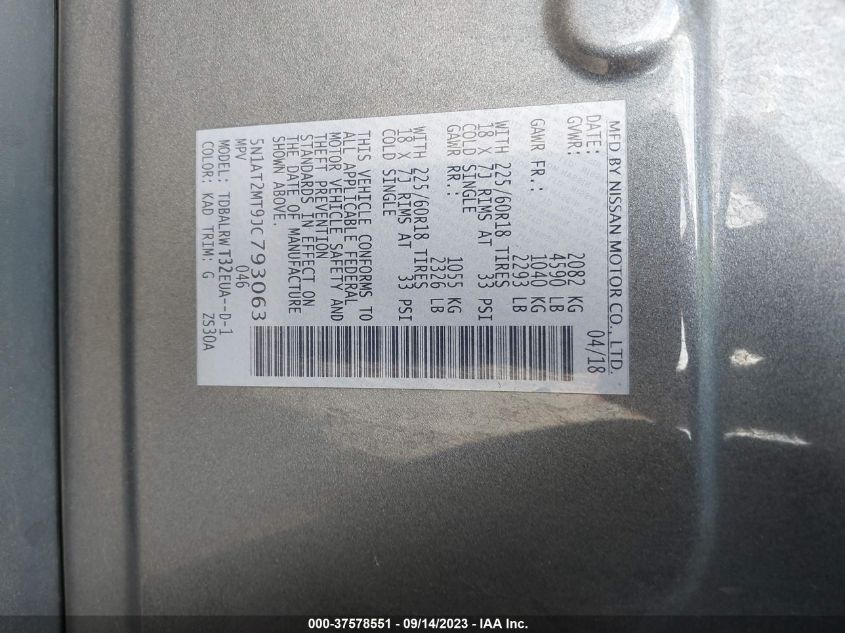 MFD BY NISSAN MOTOR CO., LTD.
DATE: 04/18
GVWR: 2082 KG
4590 LB
GAWR FR.: 1040 KG
2293 LB
WITH 225/60R18 TIRES
18 X 7J RIMS AT 33 PSI
COLD SINGLE
GAWR RR.: 1055 KG
2326 LB
WITH 225/60R18 TIRES
18 X 7J RIMS AT 33 PSI
COLD SINGLE
THIS VEHICLE CONFORMS TO
ALL APPLICABLE FEDERAL
MOTOR VEHICLE SAFETY AND
THEFT PREVENTION
STANDARDS IN EFFECT ON
THE DATE OF MANUFACTURE
SHOWN ABOVE.
5N1AT2MT9JC793063
MPV 046
MODEL: TDBALRWT32EUA--D-1
COLOR: KAD TRIM: G ZS30A
000-37578551 - 09/14/2023 - IAA Inc.